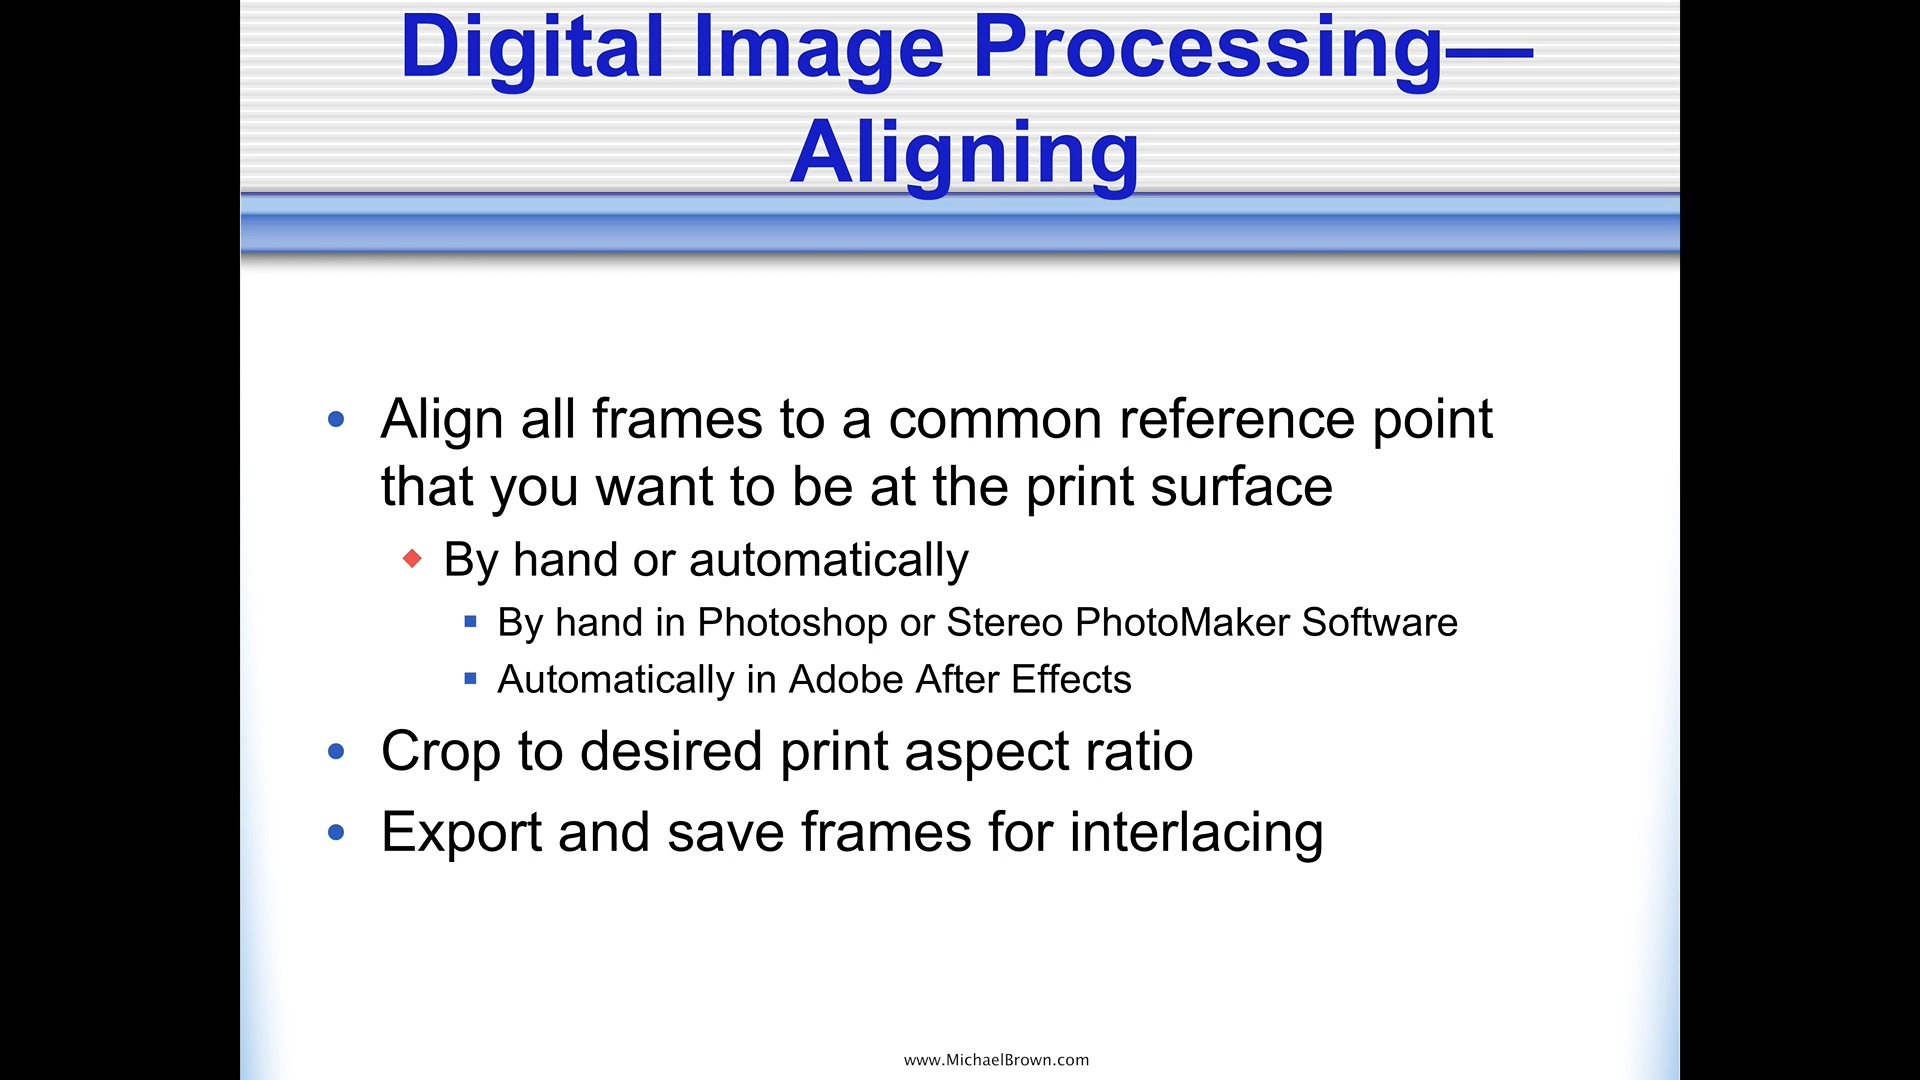 Digital Image Processing—
Aligning
• Align all frames to a common reference point
that you want to be at the print surface
◆ By hand or automatically
▪ By hand in Photoshop or Stereo PhotoMaker Software
▪ Automatically in Adobe After Effects
• Crop to desired print aspect ratio
• Export and save frames for interlacing
www.MichaelBrown.com